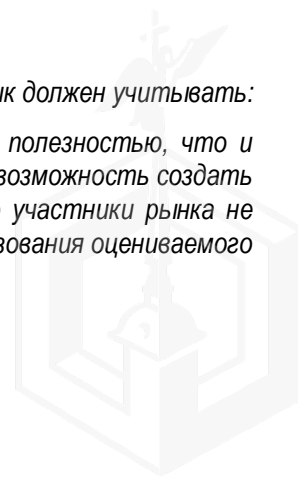 ик должен учитывать:
полезностью, что и
возможность создать
участники рынка не
зования оцениваемого